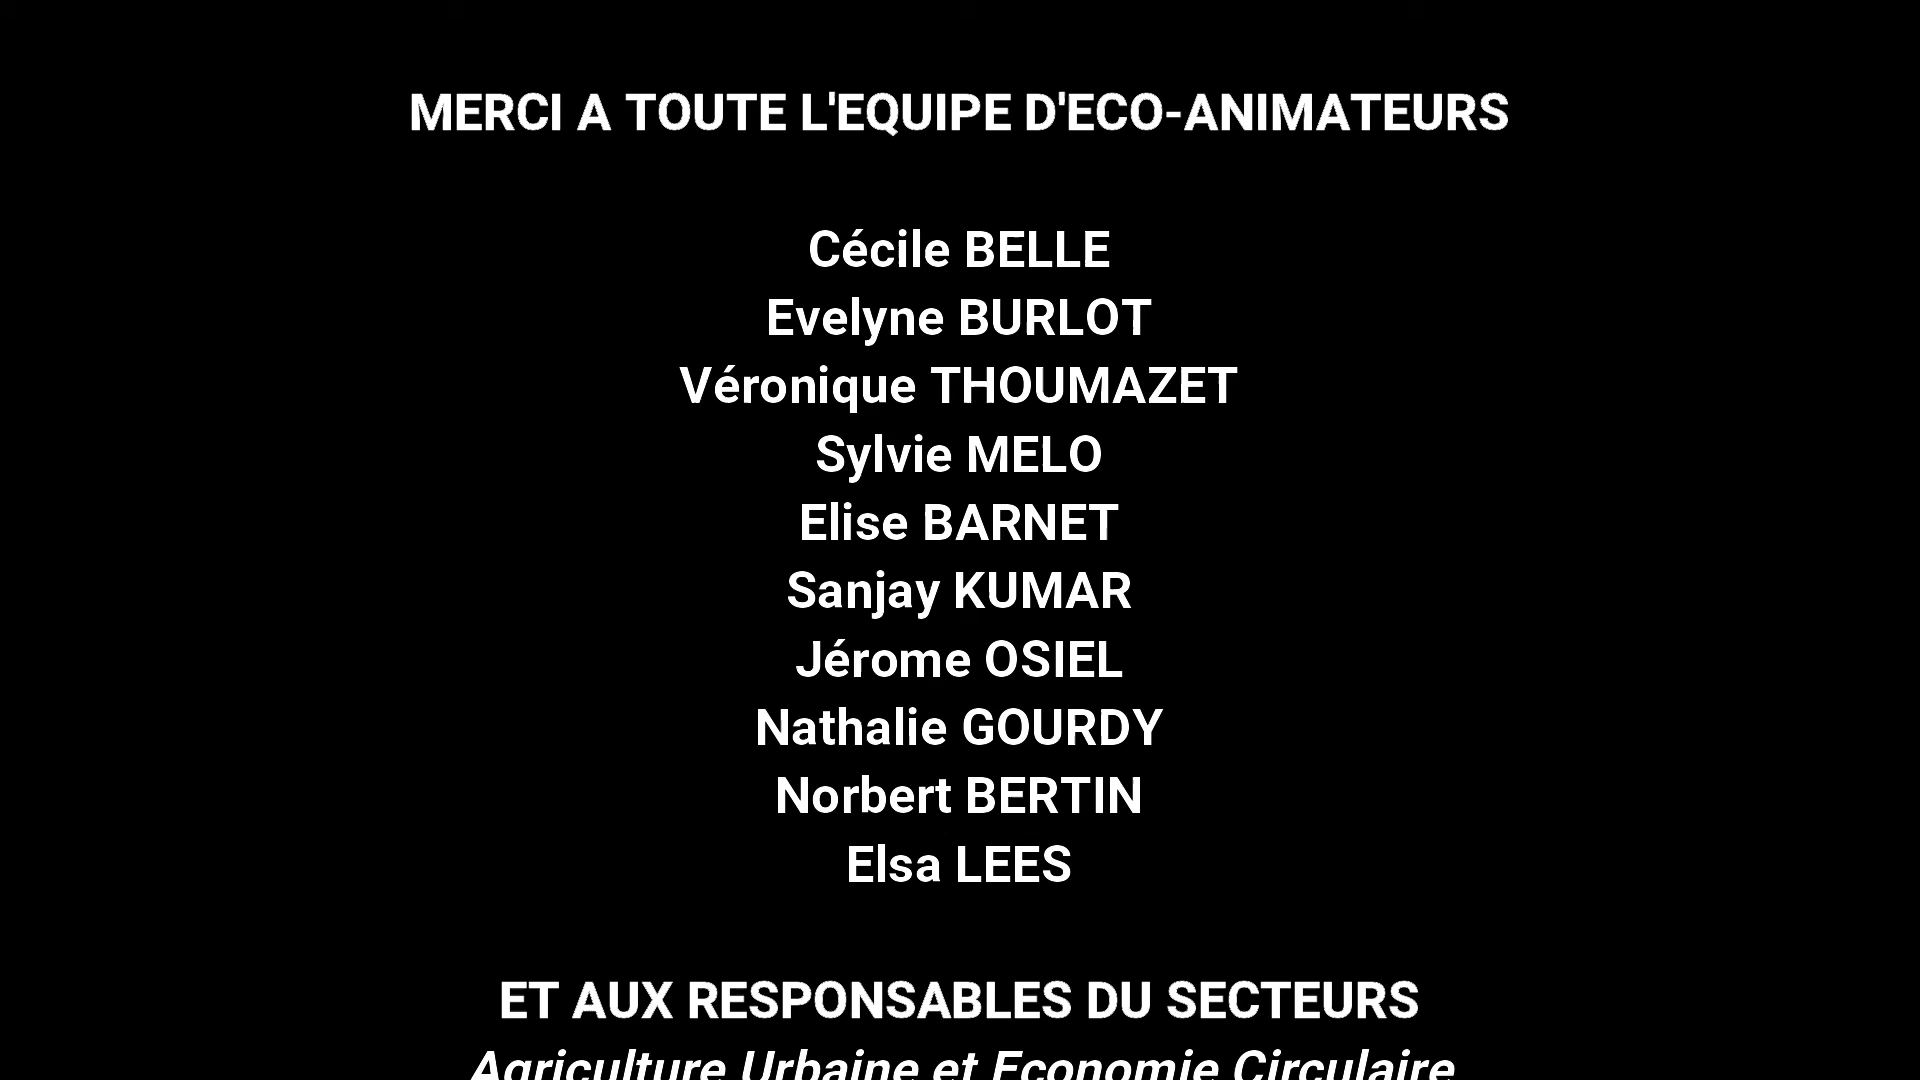 MERCI A TOUTE L'EQUIPE D'ECO-ANIMATEURS
Cécile BELLE
Evelyne BURLOT
Véronique THOUMAZET
Sylvie MELO
Elise BARNET
Sanjay KUMAR
Jérome OSIEL
Nathalie GOURDY
Norbert BERTIN
Elsa LEES
ET AUX RESPONSABLES DU SECTEURS
Agriculture Urbaine et Economie Circulaire